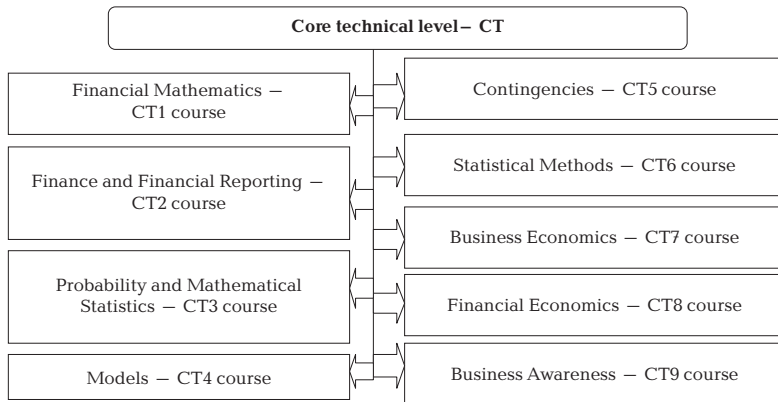 Core technical level – CT
Financial Mathematics –
CT1 course
Finance and Financial Reporting –
CT2 course
Probability and Mathematical
Statistics – CT3 course
Models – CT4 course
Contingencies – CT5 course
Statistical Methods – CT6 course
Business Economics – CT7 course
Financial Economics – CT8 course
Business Awareness – CT9 course